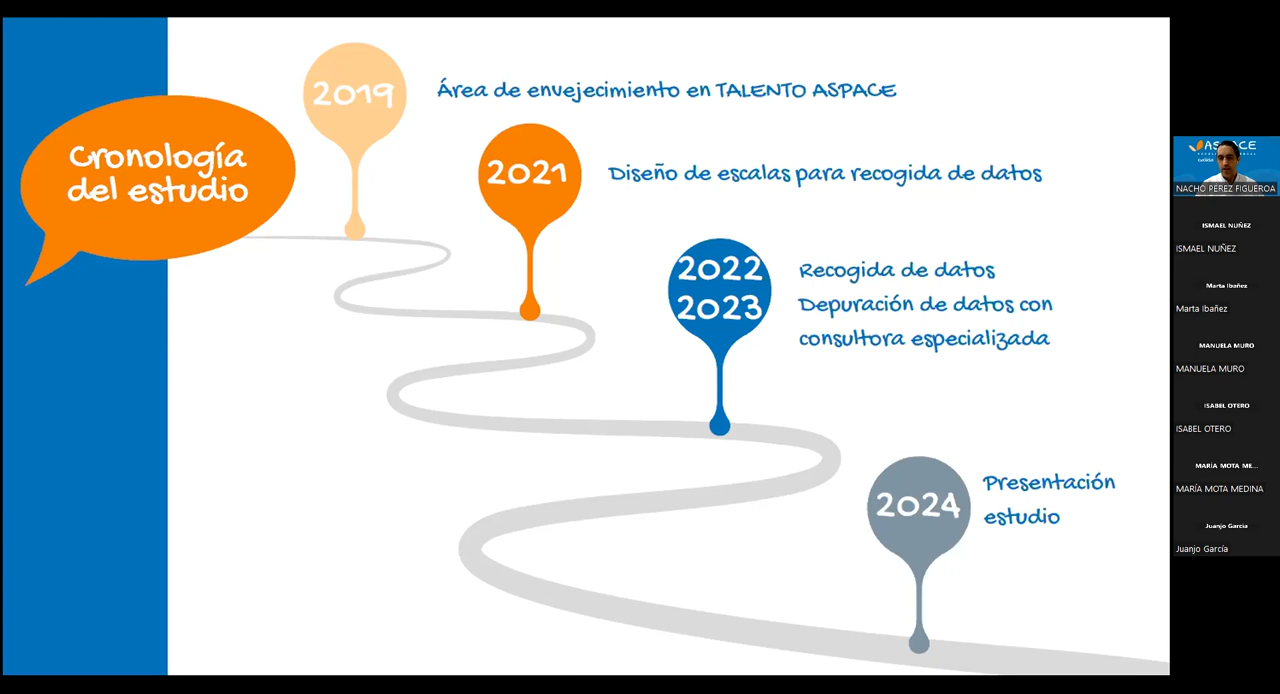 Cronología
del estudio
2019
Área de envejecimiento en TALENTO ASPACE
2021
Diseño de escalas para recogida de datos
2022
2023
Recogida de datos
Depuración de datos con
consultora especializada
2024
Presentación
estudio
ASPACE
NACHO PÉREZ FIGUEROA
ISMAEL NUÑEZ
ISMAEL NUÑEZ
Marta Ibañez
Marta Ibañez
MANUELA MURO
MANUELA MURO
ISABEL OTERO
ISABEL OTERO
MARÍA MOTA ME...
MARÍA MOTA MEDINA
Juanjo García
Juanjo García